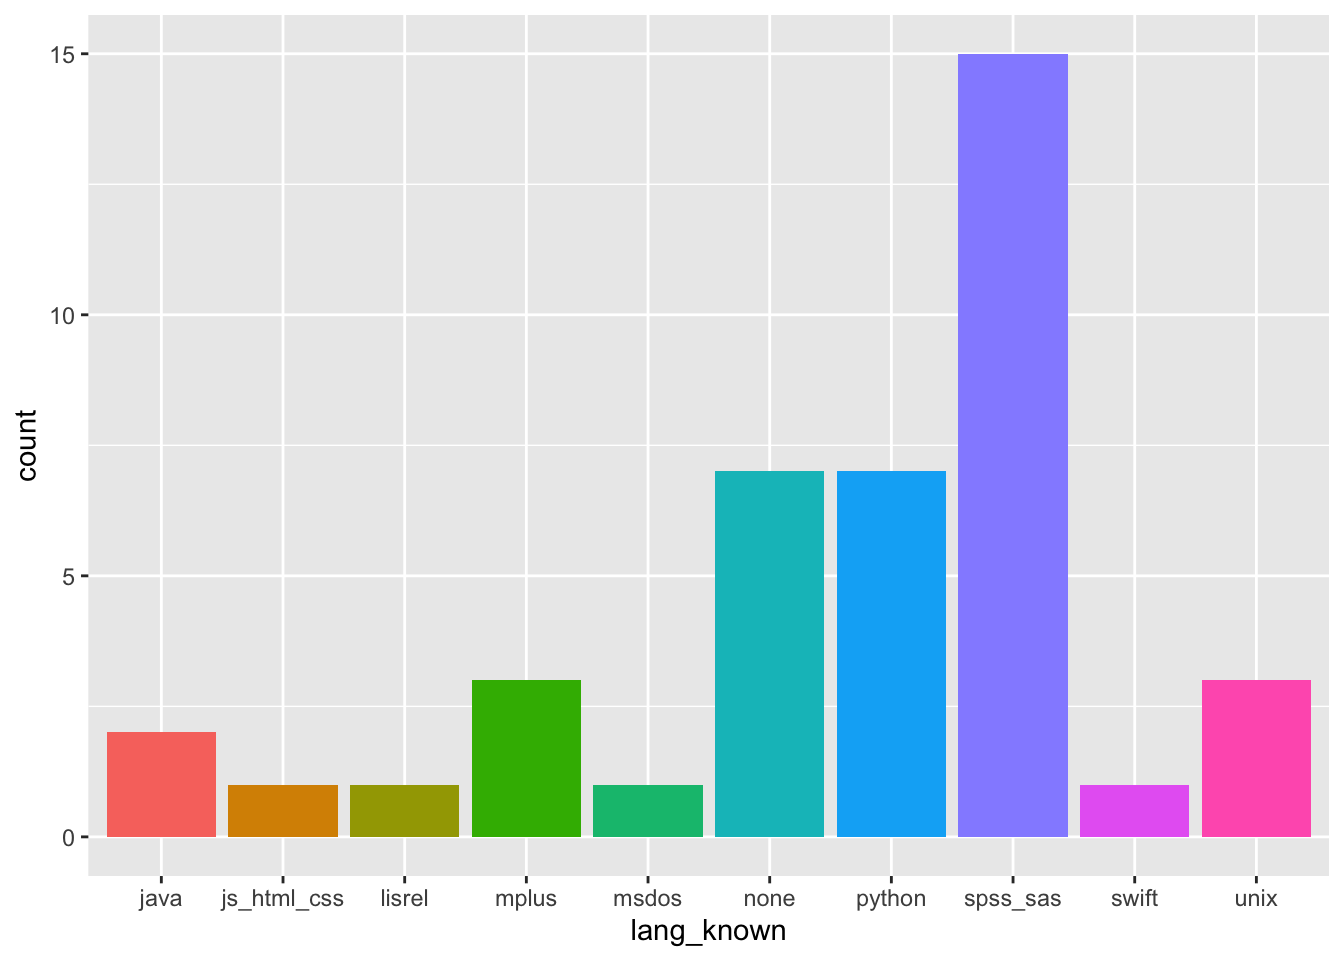 15
10
5
0
count
java js_html_css lisrel mplus msdos none python spss_sas swift unix
lang_known